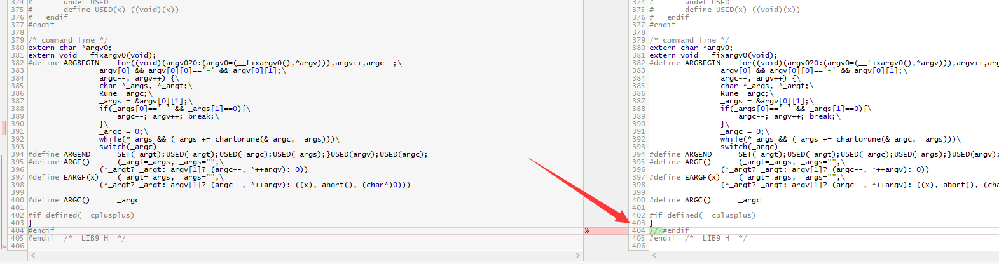 374 #       undef USED
375 #       define USED(x) ((void)(x))
376 #   endif
377 #endif
378
379 /* command line */
380 extern char *argv0;
381 extern void __fixargv0(void);
382 #define ARGBEGIN    for((void)(argv0?0:(argv0=(__fixargv0(),*argv))),argv++,argc--;\
383                 argv[0] && argv[0][0]=='-' && argv[0][1];\
384                 argc--, argv++) {\
385                 char *_args, *_argt;\
386                 Rune _argc;\
387                 _args = &argv[0][1];\
388                 if(_args[0]=='-' && _args[1]==0){\
389                     argc--; argv++; break;\
390                 }\
391                 _argc = 0;\
392                 while(*_args && (_args += chartorune(&_argc, _args)))\
393                 switch(_argc)
394 #define ARGEND      SET(_argt);USED(_argt);USED(_argc);USED(_args);}USED(argv);USED(argc);
395 #define ARGF()      (_argt=_args, _args="",\
396                 (*_argt? _argt: argv[1]? (argc--, *++argv): 0))
397 #define EARGF(x)    (_argt=_args, _args="",\
398                 (*_argt? _argt: argv[1]? (argc--, *++argv): ((x), abort(), (char*)0)))
399
400 #define ARGC()      _argc
401
402 #if defined(__cplusplus)
403 }
404 #endif
405 #endif  /* _LIB9_H_ */
406
374 #       undef USED
375 #       define USED(x) ((void)(x))
376 #   endif
377 #endif
378
379 /* command line */
380 extern char *argv0;
381 extern void __fixargv0(void);
382 #define ARGBEGIN    for((void)(argv0?0:(argv0=(__fixargv0(),*argv))),argv++,arg
383                 argv[0] && argv[0][0]=='-' && argv[0][1];\
384                 argc--, argv++) {\
385                 char *_args, *_argt;\
386                 Rune _argc;\
387                 _args = &argv[0][1];\
388                 if(_args[0]=='-' && _args[1]==0){\
389                     argc--; argv++; break;\
390                 }\
391                 _argc = 0;\
392                 while(*_args && (_args += chartorune(&_argc, _args)))\
393                 switch(_argc)
394 #define ARGEND      SET(_argt);USED(_argt);USED(_argc);USED(_args);}USED(argv);
395 #define ARGF()      (_argt=_args, _args="",\
396                 (*_argt? _argt: argv[1]? (argc--, *++argv): 0))
397 #define EARGF(x)    (_argt=_args, _args="",\
398                 (*_argt? _argt: argv[1]? (argc--, *++argv): ((x), abort(), (cha
399
400 #define ARGC()      _argc
401
402 #if defined(__cplusplus)
403 }
404 // #endif
405 #endif  /* _LIB9_H_ */
406